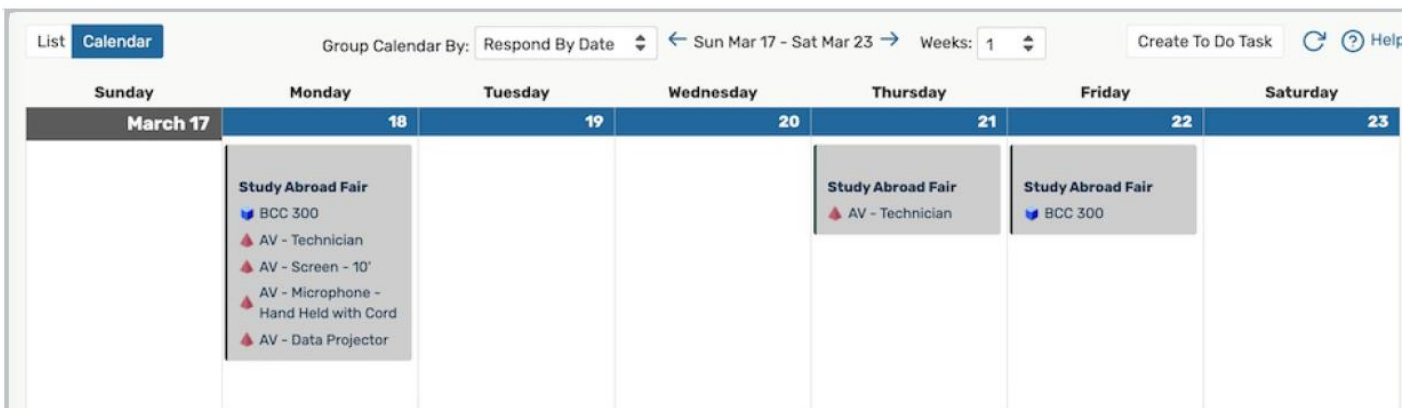 List Calendar Group Calendar By: Respond By Date Sun Mar 17 - Sat Mar 23 Weeks: 1 Create To Do Task Help
Sunday Monday Tuesday Wednesday Thursday Friday Saturday
March 17 18 19 20 21 22 23
Study Abroad Fair
BCC 300
AV - Technician
AV - Screen - 10'
AV - Microphone -
Hand Held with Cord
AV - Data Projector
Study Abroad Fair
AV - Technician
Study Abroad Fair
BCC 300